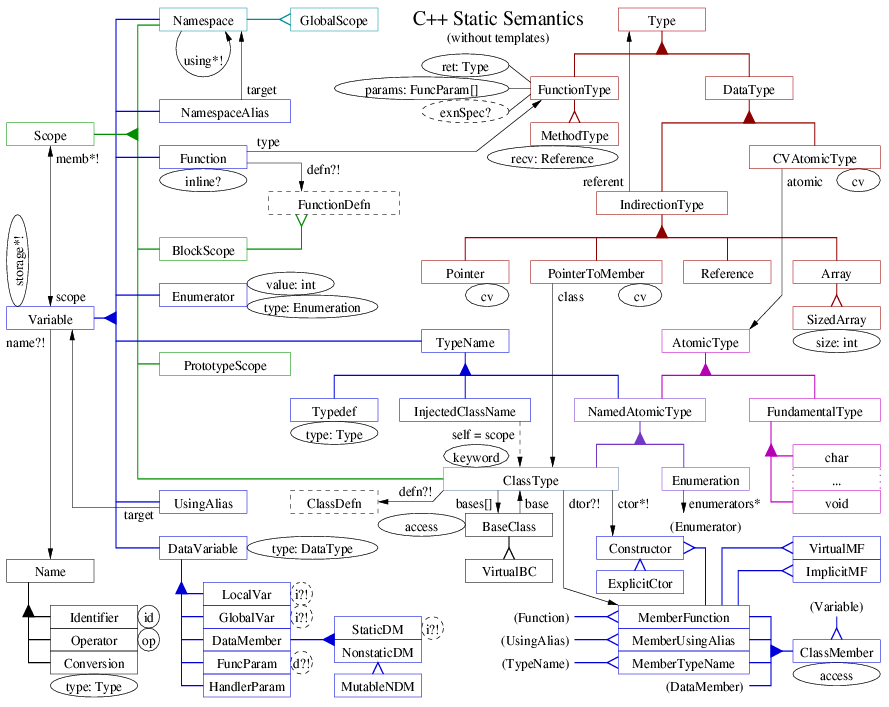 C++ Static Semantics
(without templates)
Namespace
GlobalScope
Type
using*!
ret: Type
params: FuncParam[]
exnSpec?
FunctionType
DataType
target
NamespaceAlias
Scope
memb*!
Function
inline?
type
defn?!
MethodType
recv: Reference
CVAtomicType
cv
atomic
referent
FunctionDefn
IndirectionType
BlockScope
storage*!
Pointer
cv
PointerToMember
cv
class
Reference
Array
Enumerator
value: int
type: Enumeration
scope
Variable
name?!
SizedArray
size: int
TypeName
AtomicType
PrototypeScope
Typedef
type: Type
InjectedClassName
NamedAtomicType
FundamentalType
self = scope
keyword
char
...
void
ClassType
Enumeration
enumerators*
(Enumerator)
UsingAlias
target
ClassDefn
defn?!
bases[]
base
dtor?!
ctor*!
access
BaseClass
VirtualBC
DataVariable
type: DataType
Constructor
ExplicitCtor
VirtualMF
ImplicitMF
Name
Identifier
id
Operator
op
Conversion
type: Type
LocalVar
i?!
GlobalVar
i?!
DataMember
FuncParam
d?!
HandlerParam
StaticDM
i?!
NonstaticDM
MutableNDM
(Function)
MemberFunction
(UsingAlias)
MemberUsingAlias
(TypeName)
MemberTypeName
(DataMember)
(Variable)
ClassMember
access